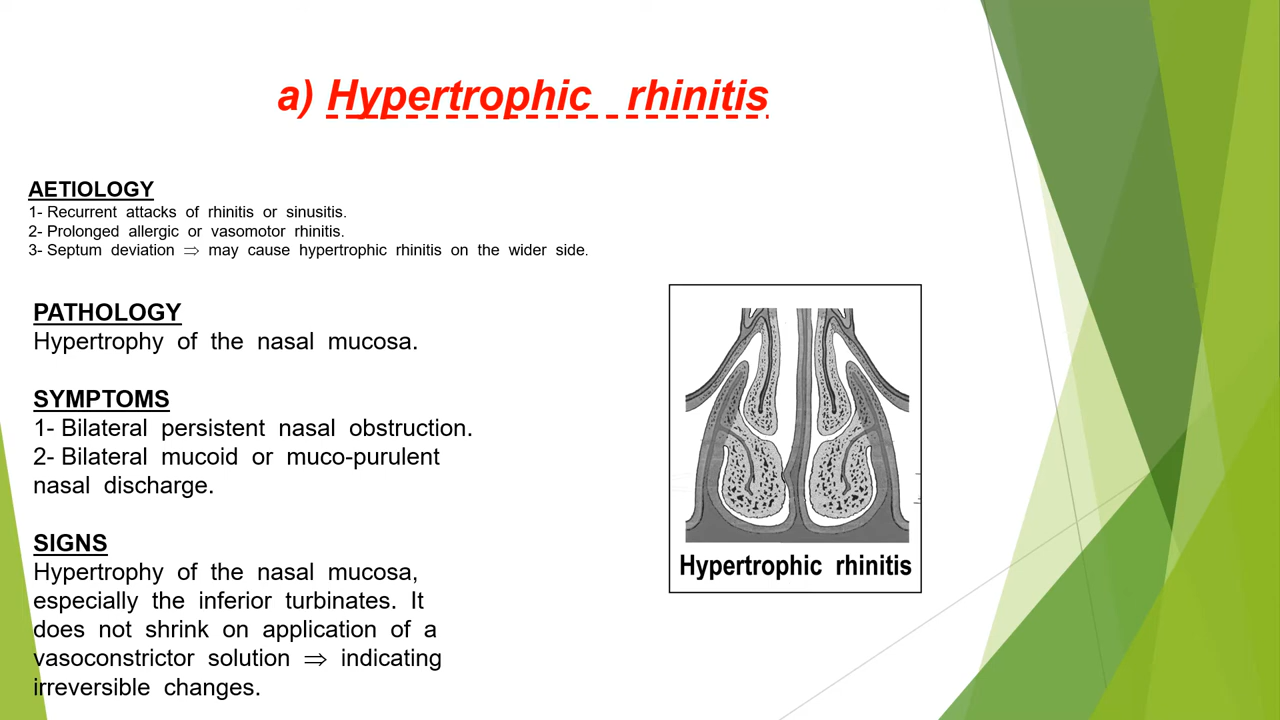 a) Hypertrophic rhinitis
AETIOLOGY
1- Recurrent attacks of rhinitis or sinusitis.
2- Prolonged allergic or vasomotor rhinitis.
3- Septum deviation ⇒ may cause hypertrophic rhinitis on the wider side.
PATHOLOGY
Hypertrophy of the nasal mucosa.
SYMPTOMS
1- Bilateral persistent nasal obstruction.
2- Bilateral mucoid or muco-purulent
nasal discharge.
SIGNS
Hypertrophy of the nasal mucosa,
especially the inferior turbinates. It
does not shrink on application of a
vasoconstrictor solution ⇒ indicating
irreversible changes.
Hypertrophic rhinitis